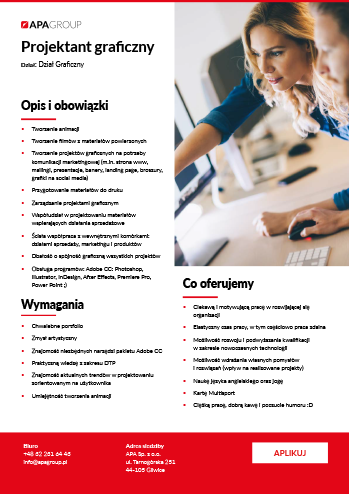 APAGROUP
Projektant graficzny
Dział: Dział Graficzny
Opis i obowiązki
Tworzenie animacji
Tworzenie filmów z materiałów powierzonych
Tworzenie projektów graficznych na potrzeby
komunikacji marketingowej (m.in. strona www,
mailingi, prezentacje, banery, landing page, broszury,
grafiki na social media)
Przygotowanie materiałów do druku
Zarządzanie projektami graficznym
Współudział w projektowaniu materiałów
wspierających działania sprzedażowe
Ścisła współpraca z wewnętrznymi komórkami:
działami sprzedaży, marketingu i produktów
Dbałość o spójność graficzną wszystkich projektów
Obsługa programów: Adobe CC: Photoshop,
Illustrator, InDesign, After Effects, Premiere Pro,
Power Point ;)
Wymagania
Chwalebne portfolio
Zmysł artystyczny
Znajomość niezbędnych narzędzi pakietu Adobe CC
Praktyczną wiedzę z zakresu DTP
Znajomość aktualnych trendów w projektowaniu
zorientowanym na użytkownika
Umiejętność tworzenia animacji
Co oferujemy
Ciekawą i motywującą pracę w rozwijającej się
organizacji
Elastyczny czas pracy, w tym częściowo praca zdalna
Możliwość rozwoju i podwyższania kwalifikacji
w zakresie nowoczesnych technologii
Możliwość wdrażania własnych pomysłów
i rozwiązań (wpływ na realizowane projekty)
Naukę języka angielskiego oraz jogę
Kartę Multisport
Ciężką pracę, dobrą kawę i poczucie humoru :D
Biuro
+48 32 231 64 43
info@apagroup.pl
Adres siedziby
APA Sp. z o.o.
ul. Tarnogórska 251
44-105 Gliwice
APLIKUJ